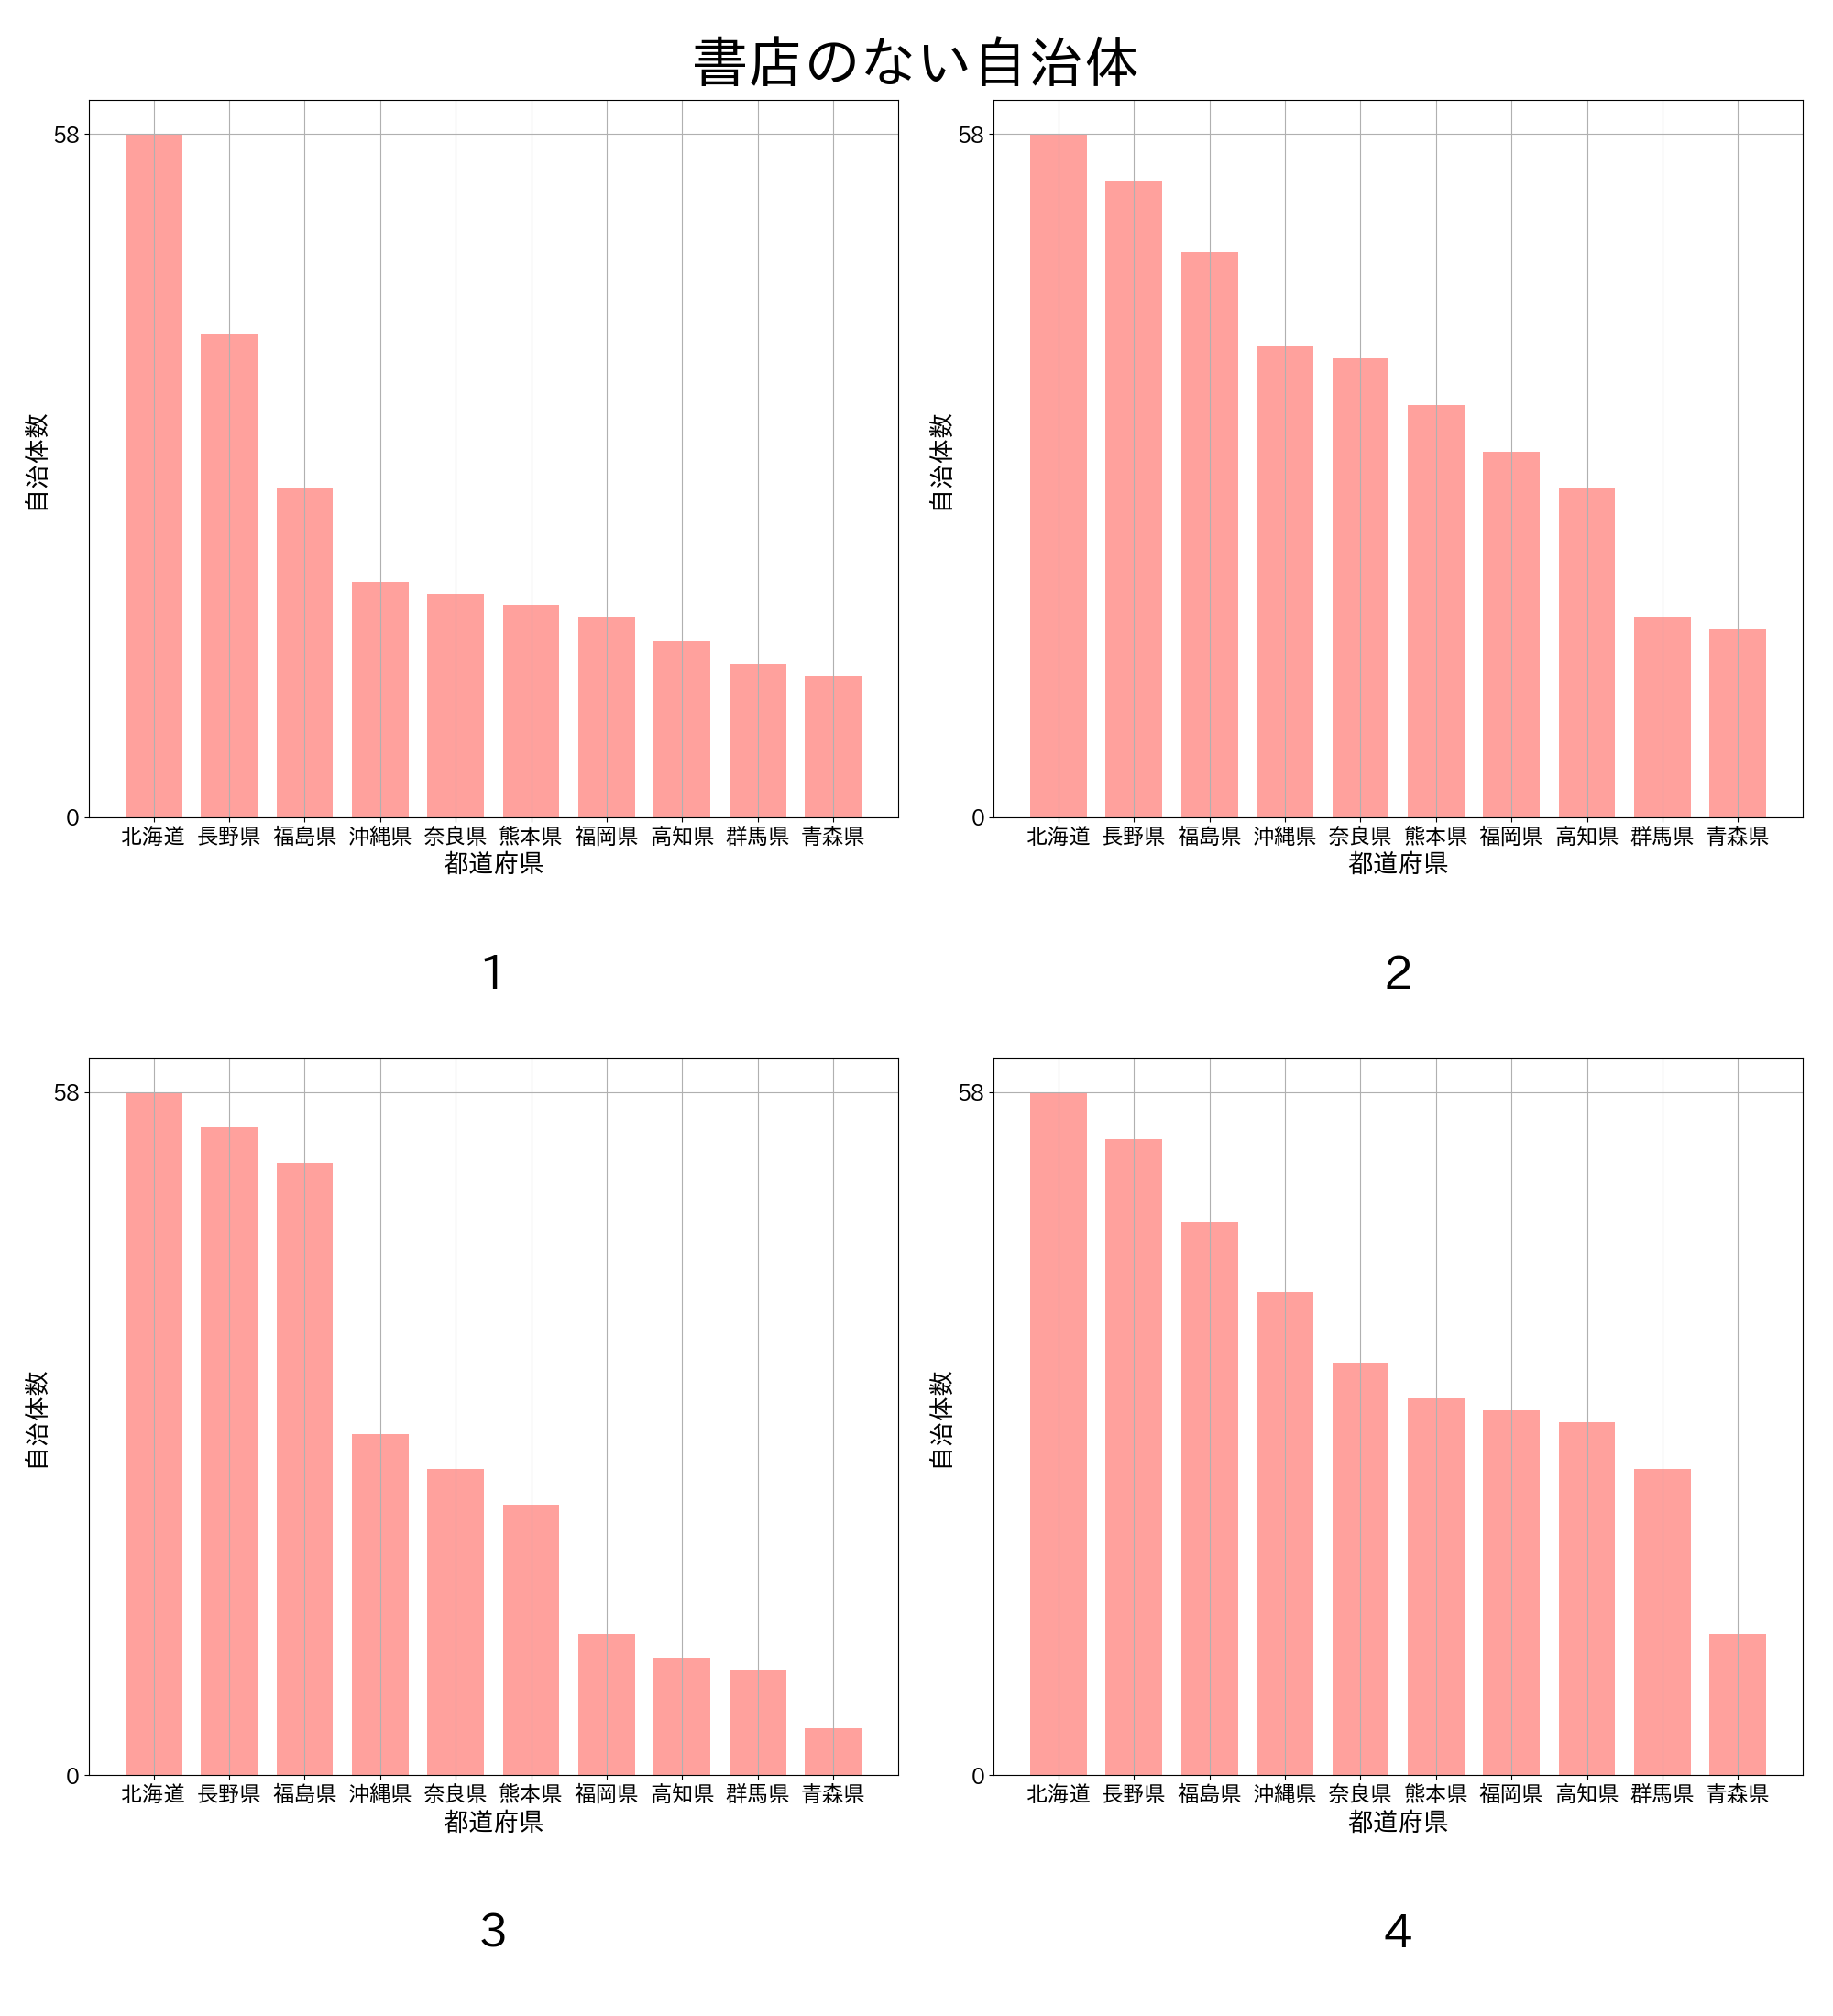 書店のない自治体
58
0
自治体数
北海道 長野県 福島県 沖縄県 奈良県 熊本県 福岡県 高知県 群馬県 青森県
都道府県
1
58
0
自治体数
北海道 長野県 福島県 沖縄県 奈良県 熊本県 福岡県 高知県 群馬県 青森県
都道府県
2
58
0
自治体数
北海道 長野県 福島県 沖縄県 奈良県 熊本県 福岡県 高知県 群馬県 青森県
都道府県
3
58
0
自治体数
北海道 長野県 福島県 沖縄県 奈良県 熊本県 福岡県 高知県 群馬県 青森県
都道府県
4